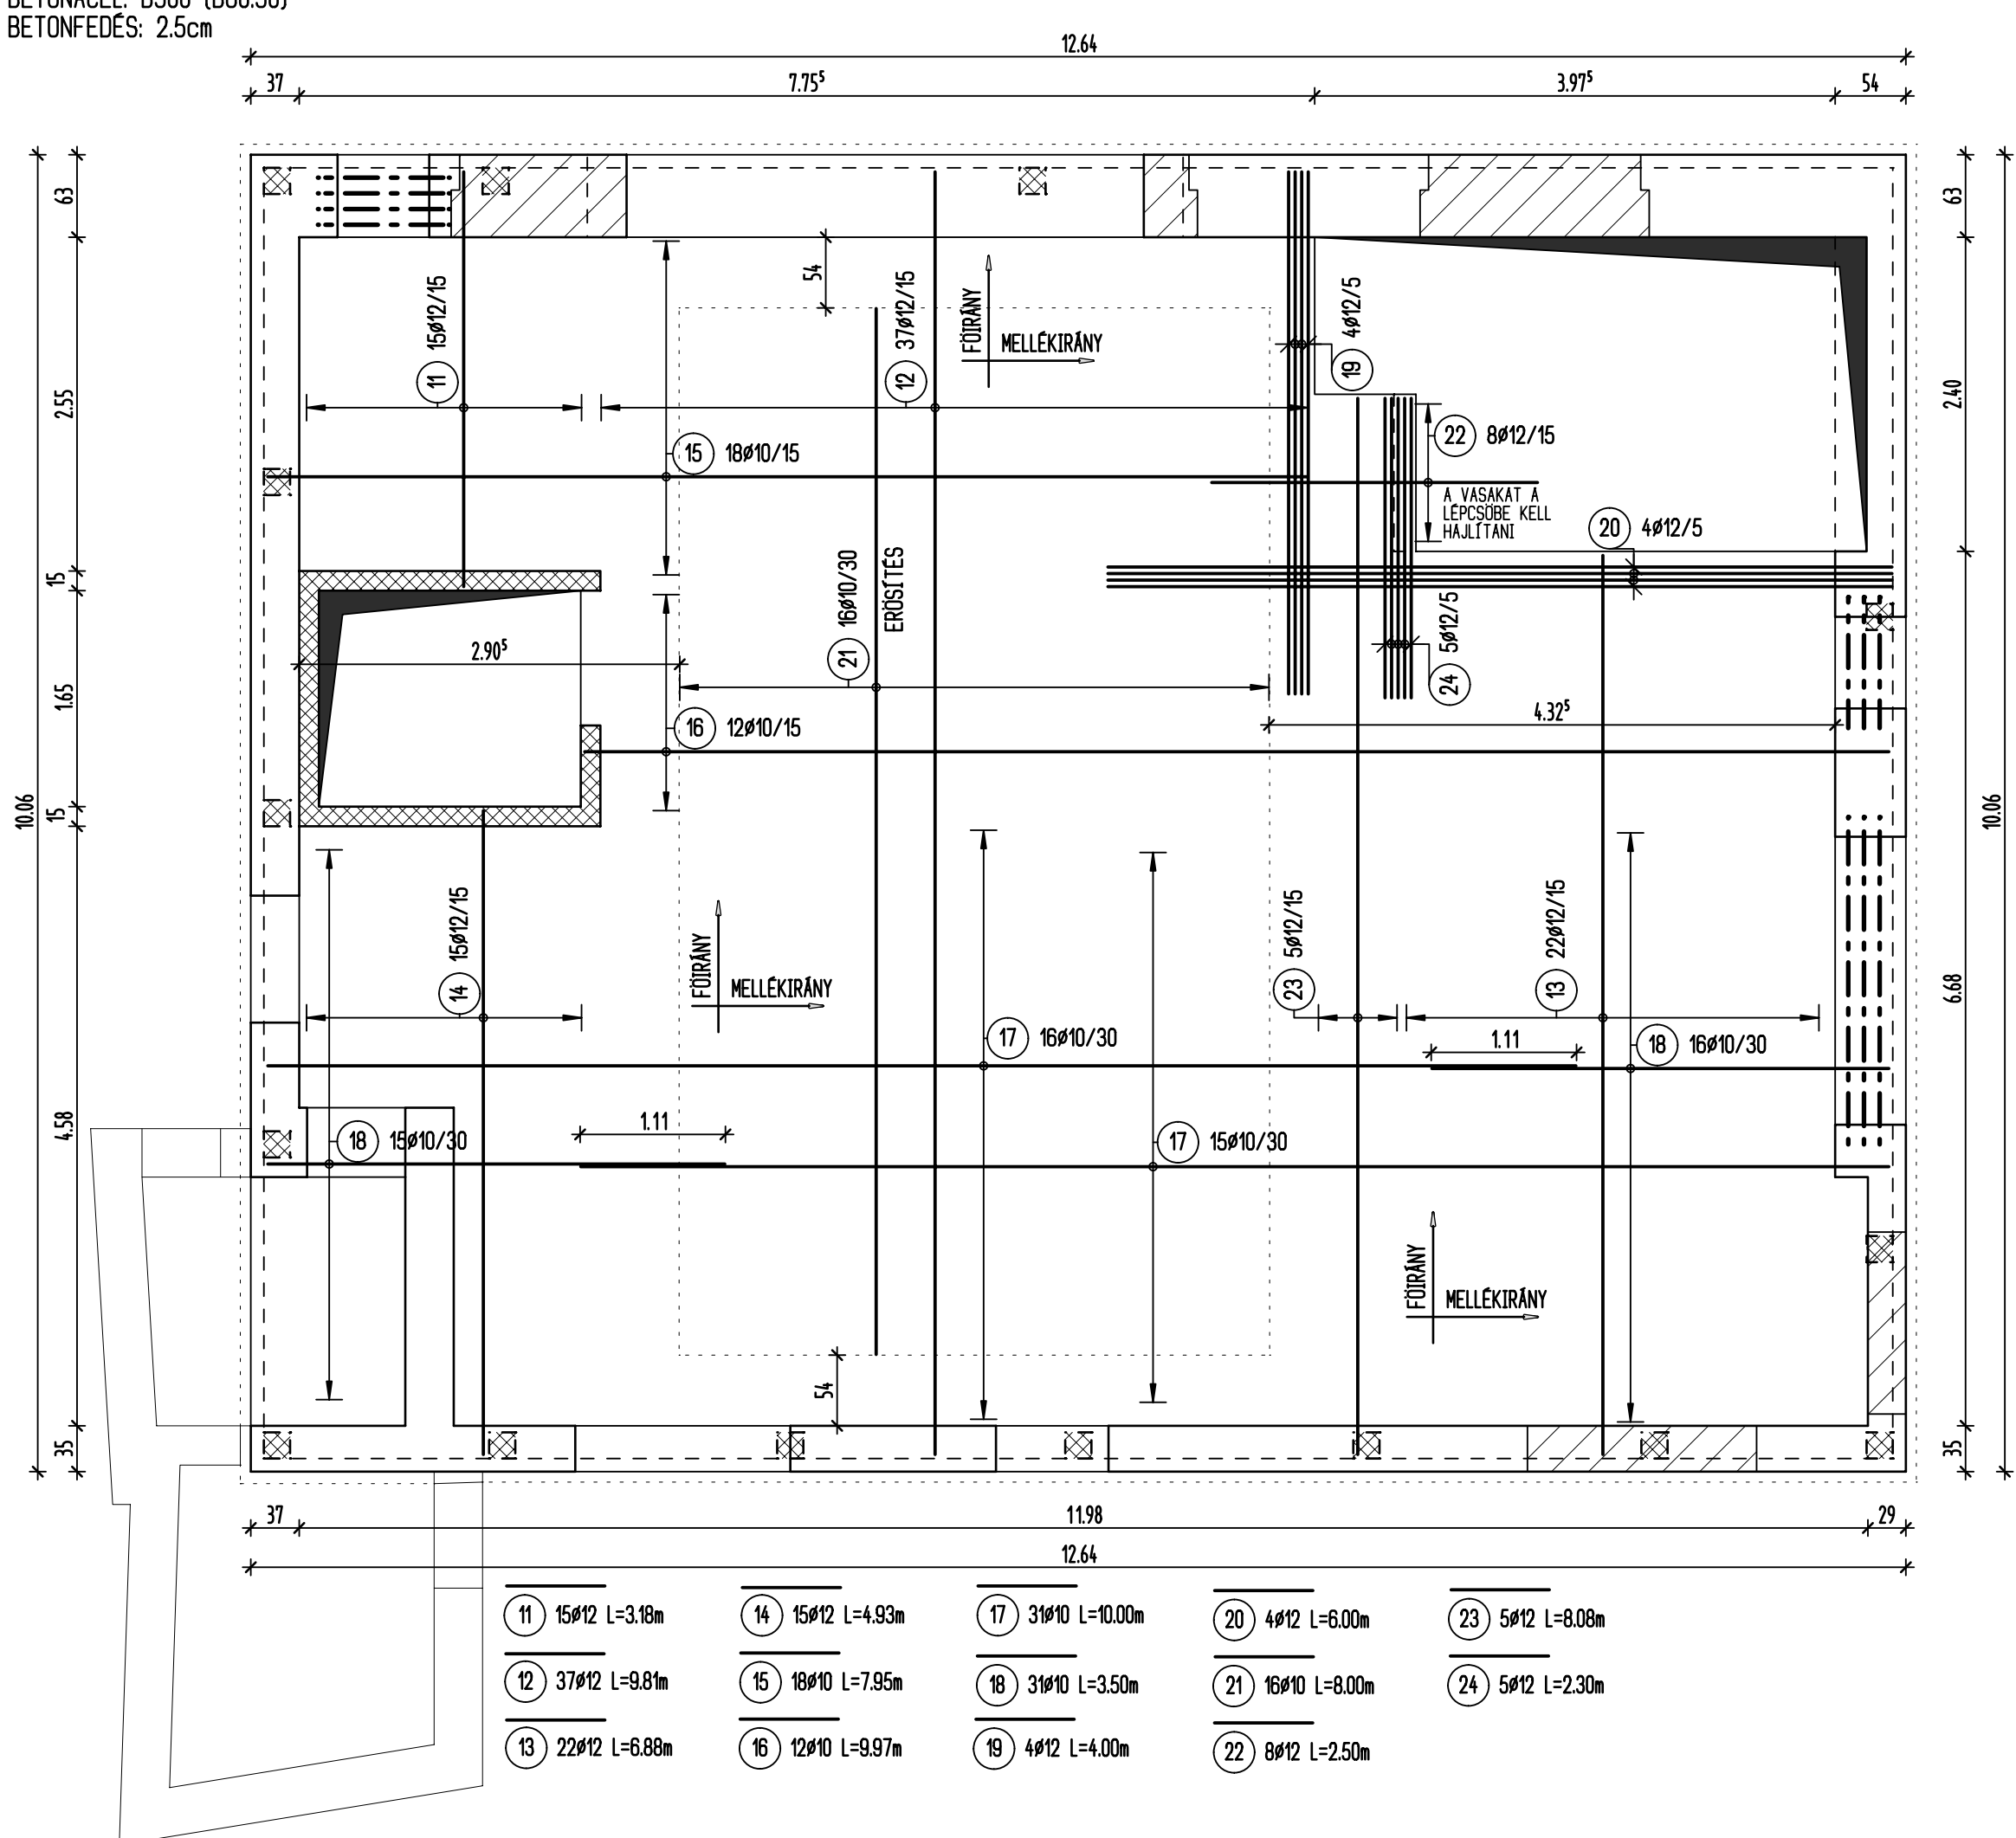 BETONFEDÉS: 2.5cm
12.64
37
7.75⁵
3.97⁵
54
63
2.55
15
1.65
15
4.58
35
10.06
63
2.40
6.68
35
10.06
54
11 15ø12/15
12 37ø12/15
FŐIRÁNY
MELLÉKIRÁNY
19 4ø12/5
15 18ø10/15
22 8ø12/15
A VASAKAT A
LÉPCSŐBE KELL
HAJLÍTANI
20 4ø12/5
21 16ø10/30
ERŐSÍTÉS
2.90⁵
24 5ø12/5
16 12ø10/15
4.32⁵
14 15ø12/15
FŐIRÁNY
MELLÉKIRÁNY
23 5ø12/15
13 22ø12/15
17 16ø10/30
1.11
18 16ø10/30
18 15ø10/30
1.11
17 15ø10/30
FŐIRÁNY
MELLÉKIRÁNY
54
37
11.98
29
12.64
11 15ø12 L=3.18m
14 15ø12 L=4.93m
17 31ø10 L=10.00m
20 4ø12 L=6.00m
23 5ø12 L=8.08m
12 37ø12 L=9.81m
15 18ø10 L=7.95m
18 31ø10 L=3.50m
21 16ø10 L=8.00m
24 5ø12 L=2.30m
13 22ø12 L=6.88m
16 12ø10 L=9.97m
19 4ø12 L=4.00m
22 8ø12 L=2.50m